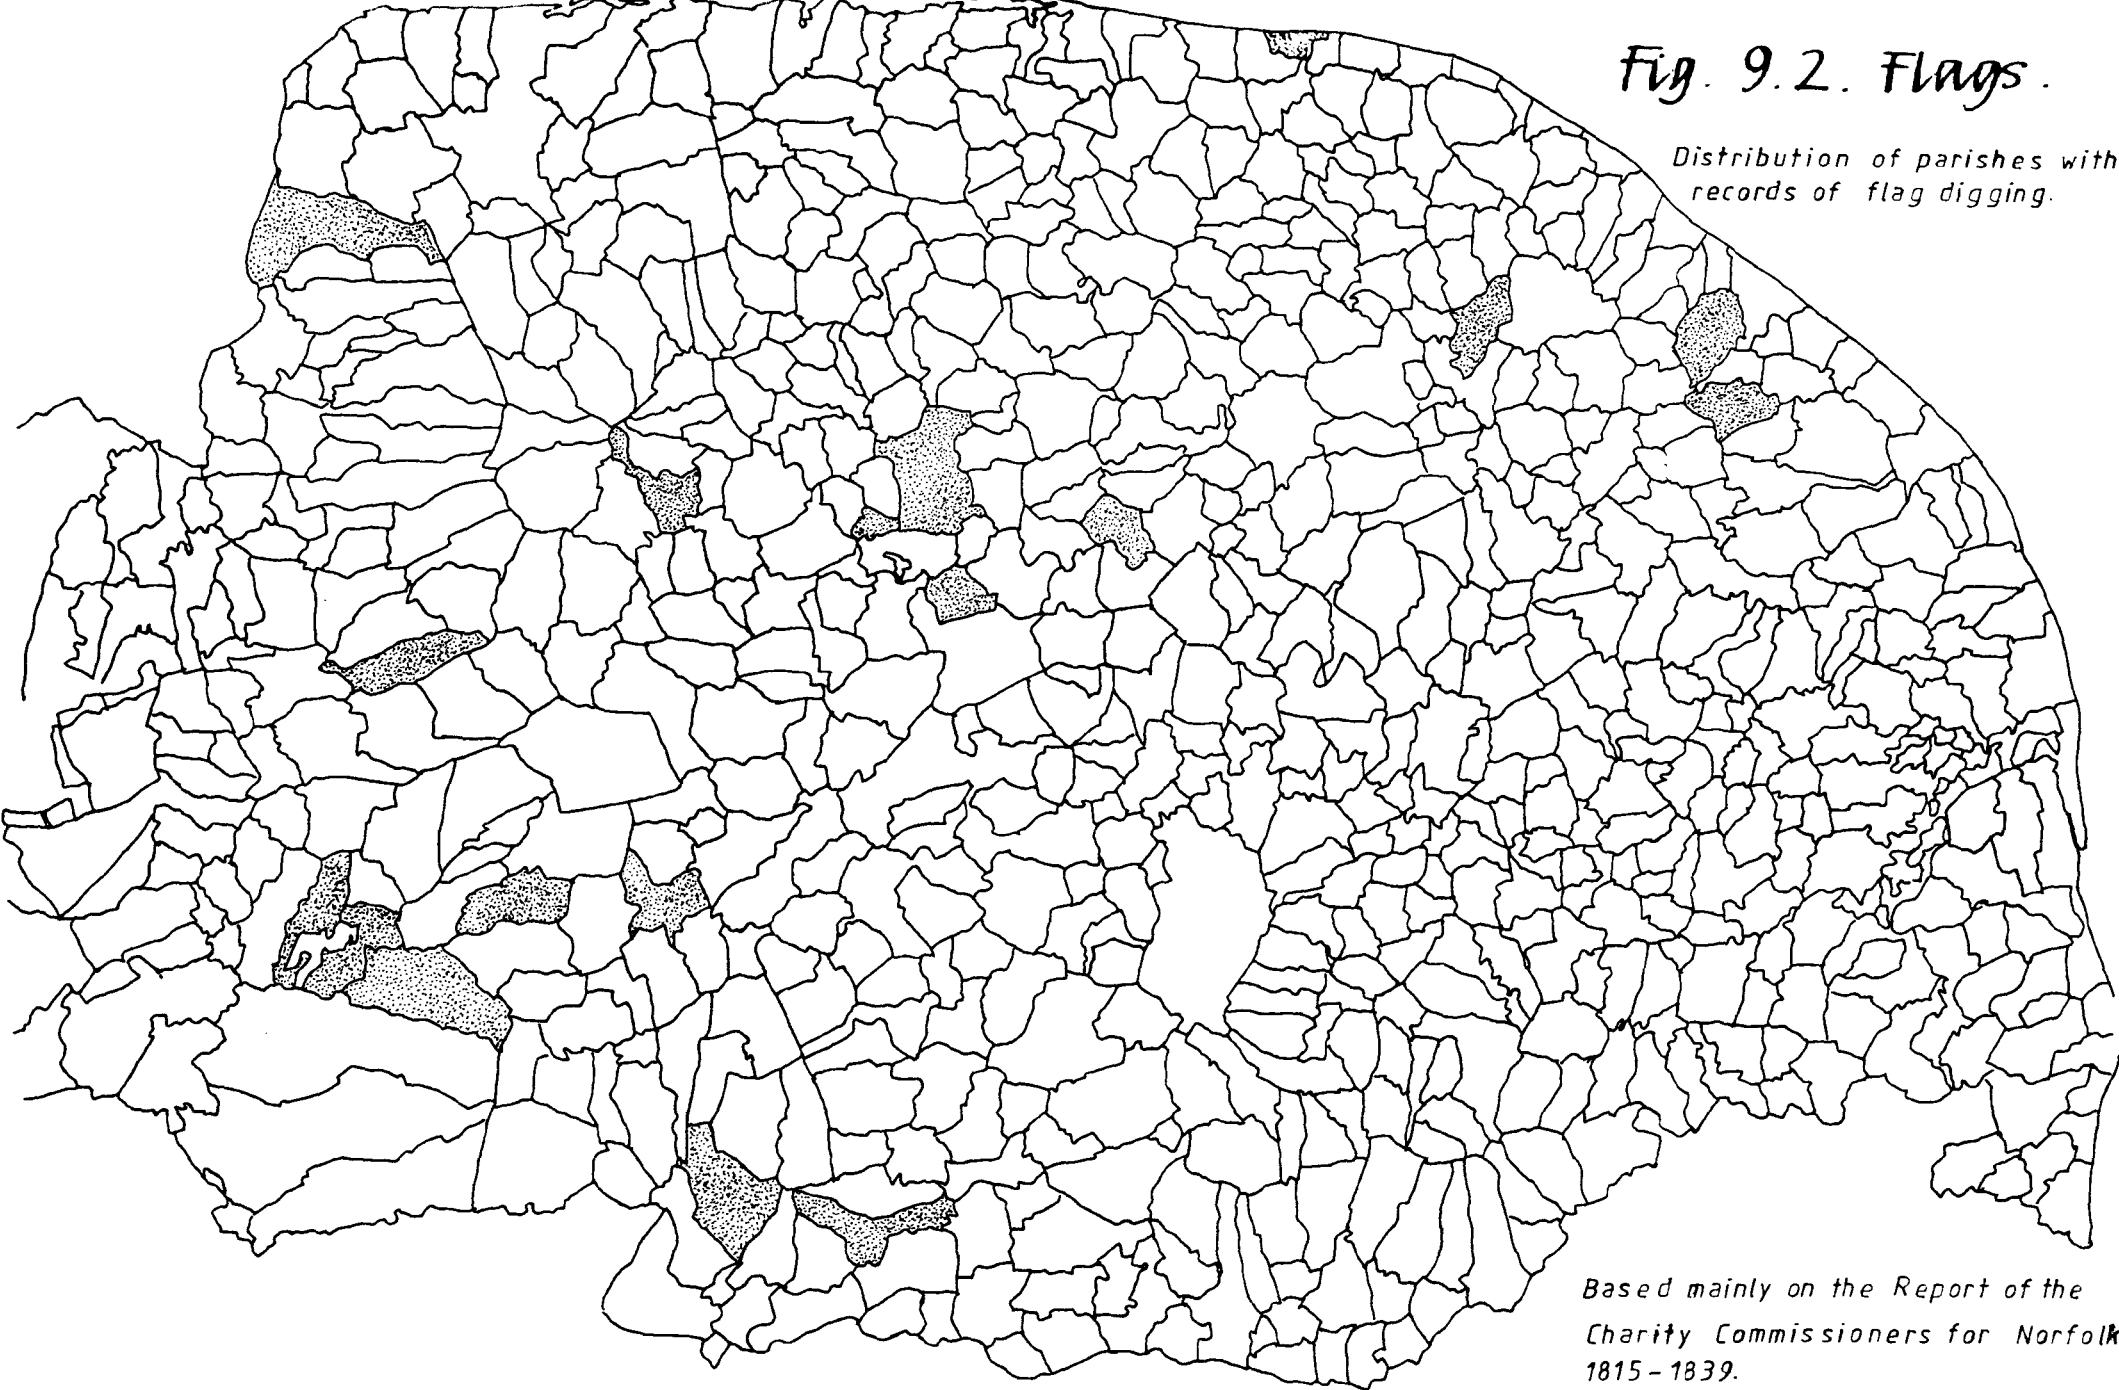 Fig. 9.2. Flags.
Distribution of parishes with
records of flag digging.
Based mainly on the Report of the
Charity Commissioners for Norfolk
1815-1839.